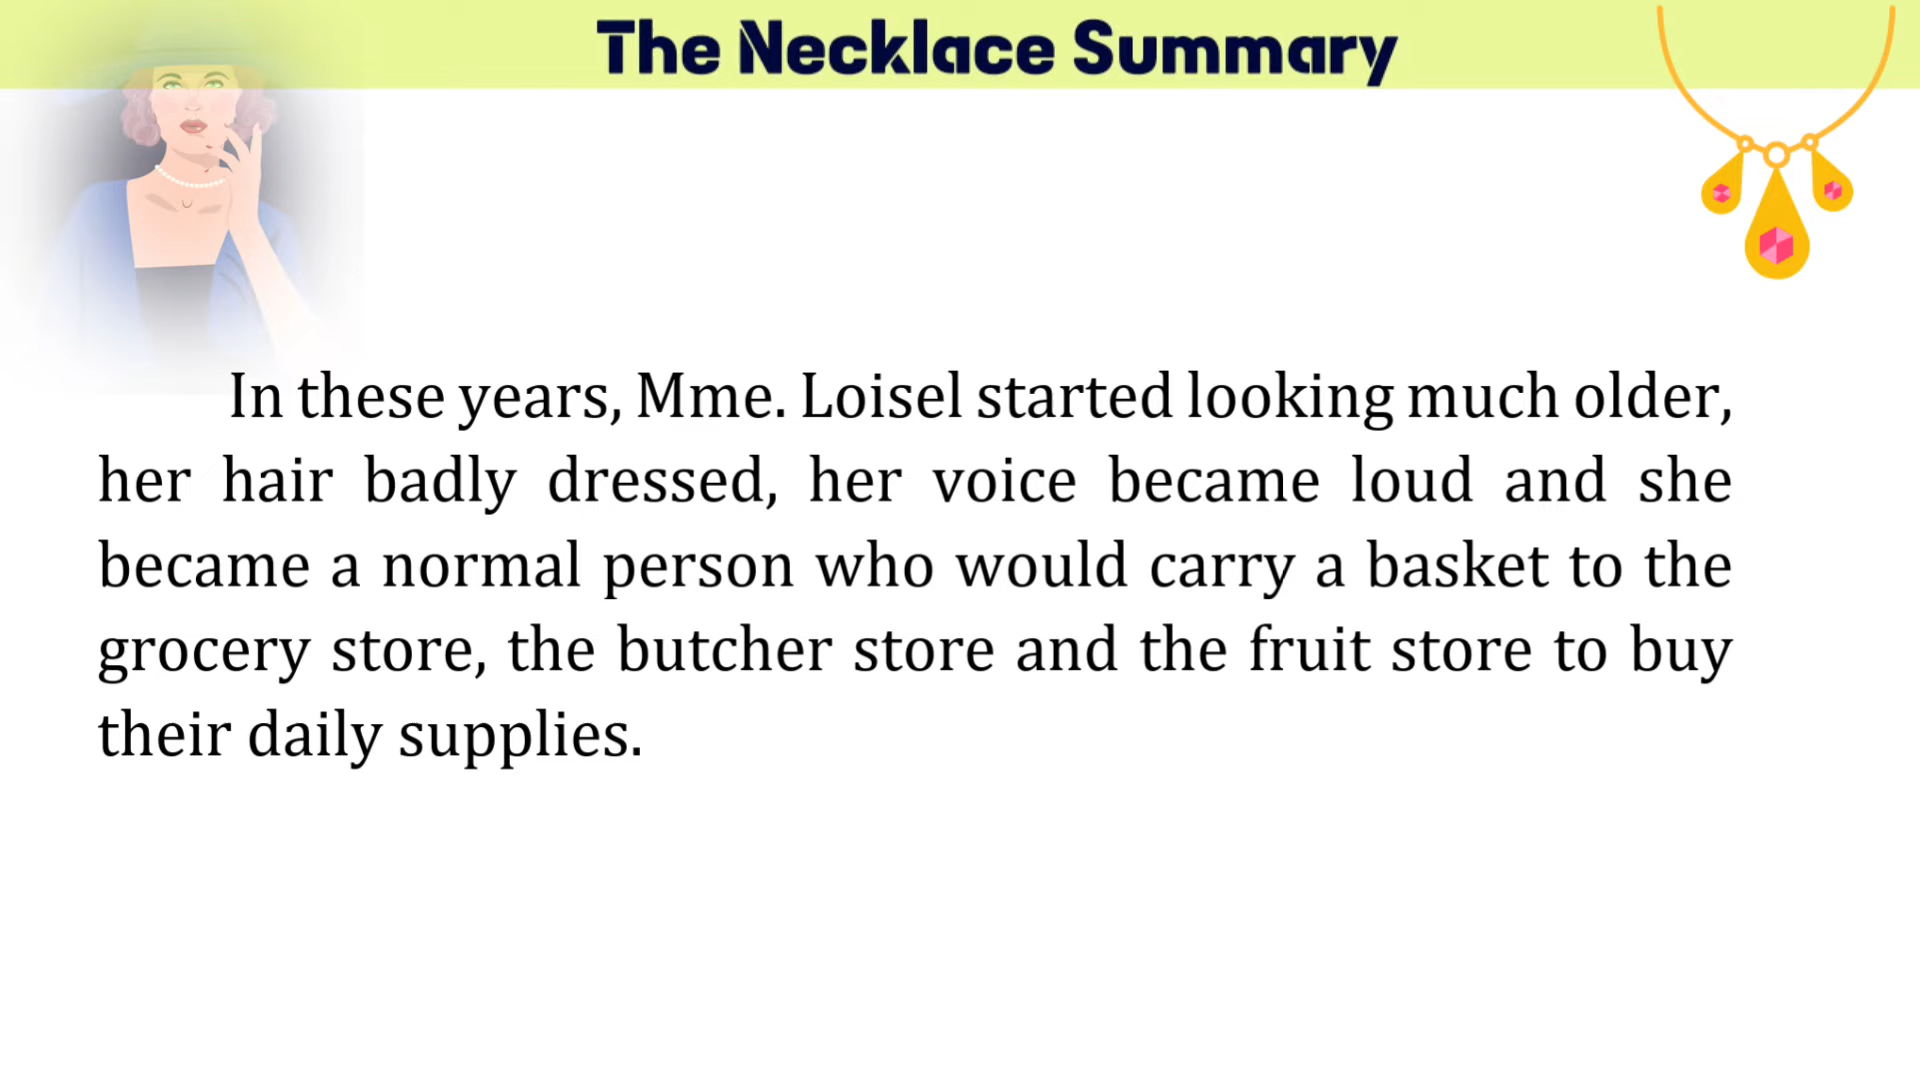 The Necklace Summary
In these years, Mme. Loisel started looking much older,
her hair badly dressed, her voice became loud and she
became a normal person who would carry a basket to the
grocery store, the butcher store and the fruit store to buy
their daily supplies.